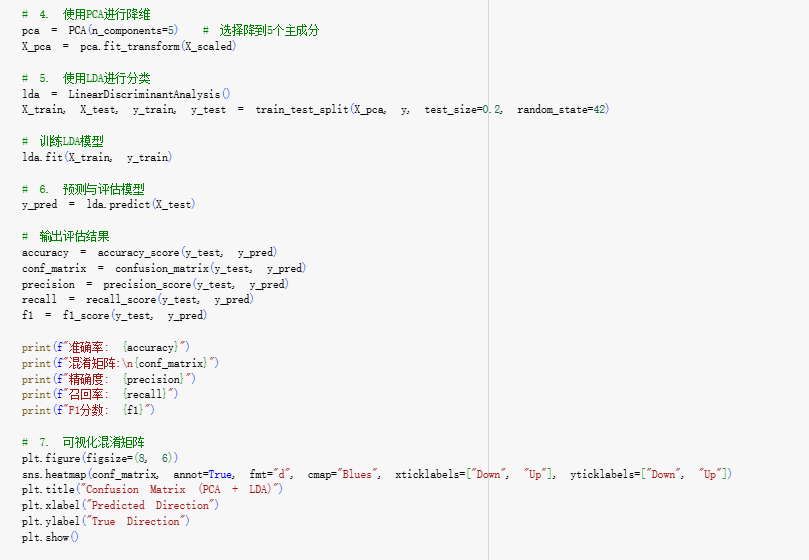 # 4. 使用PCA进行降维
pca = PCA(n_components=5) # 选择降到5个主成分
X_pca = pca.fit_transform(X_scaled)
# 5. 使用LDA进行分类
lda = LinearDiscriminantAnalysis()
X_train, X_test, y_train, y_test = train_test_split(X_pca, y, test_size=0.2, random_state=42)
# 训练LDA模型
lda.fit(X_train, y_train)
# 6. 预测与评估模型
y_pred = lda.predict(X_test)
# 输出评估结果
accuracy = accuracy_score(y_test, y_pred)
conf_matrix = confusion_matrix(y_test, y_pred)
precision = precision_score(y_test, y_pred)
recall = recall_score(y_test, y_pred)
f1 = f1_score(y_test, y_pred)
print(f"准确率: {accuracy}")
print(f"混淆矩阵:\n{conf_matrix}")
print(f"精确度: {precision}")
print(f"召回率: {recall}")
print(f"F1分数: {f1}")
# 7. 可视化混淆矩阵
plt.figure(figsize=(8, 6))
sns.heatmap(conf_matrix, annot=True, fmt="d", cmap="Blues", xticklabels=["Down", "Up"], yticklabels=["Down", "Up"])
plt.title("Confusion Matrix (PCA + LDA)")
plt.xlabel("Predicted Direction")
plt.ylabel("True Direction")
plt.show()